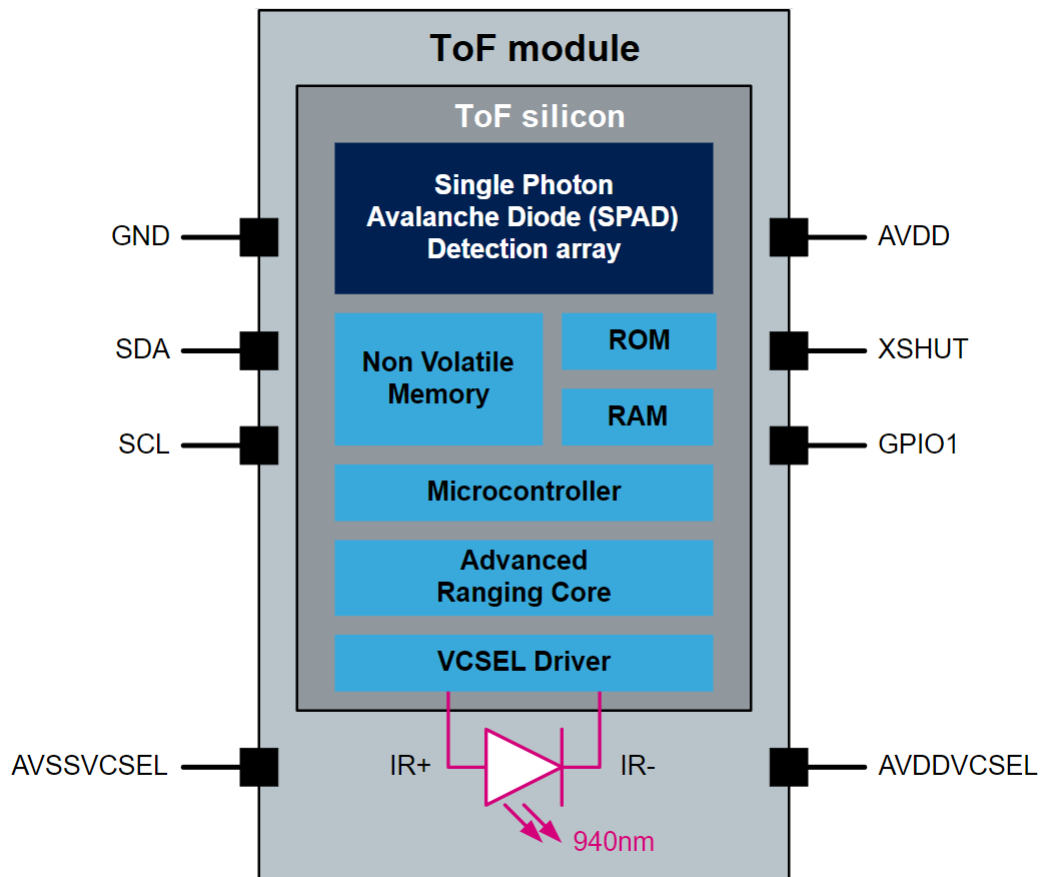 ToF module
ToF silicon
Single Photon
Avalanche Diode (SPAD)
Detection array
GND
AVDD
SDA
XSHUT
Non Volatile
Memory
ROM
RAM
SCL
GPIO1
Microcontroller
Advanced
Ranging Core
VCSEL Driver
AVSSVCSEL
IR+
IR-
AVDDVCSEL
940nm